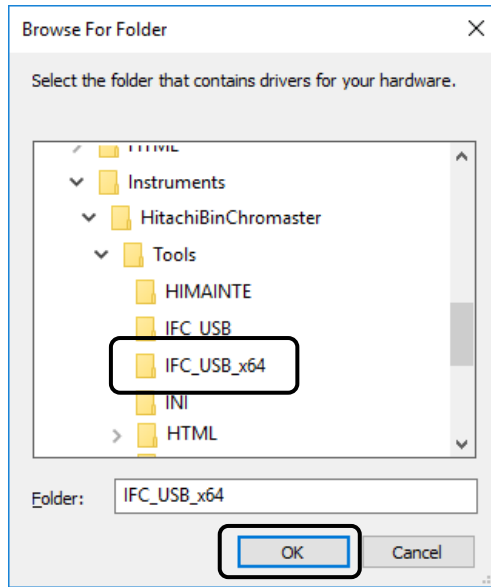 Browse For Folder
Select the folder that contains drivers for your hardware.
HTML
Instruments
HitachiBinChromaster
Tools
HIMAINTE
IFC_USB
IFC_USB_x64
INI
HTML
Folder: IFC_USB_x64
OK Cancel